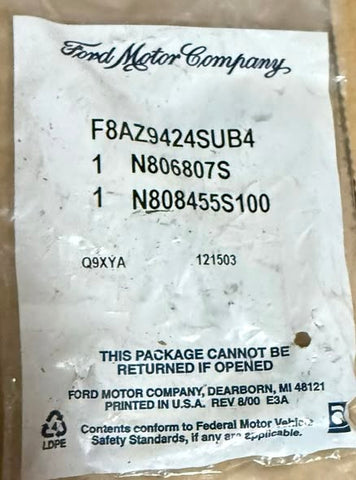 Ford Motor Company
F8AZ9424SUB4
1 N806807S
1 N808455S100
Q9XYA 121503
THIS PACKAGE CANNOT BE
RETURNED IF OPENED
FORD MOTOR COMPANY, DEARBORN, MI 48121
PRINTED IN U.S.A. REV 8/00 E3A
4
LDPE
Contents conform to Federal Motor Vehicle
Safety Standards, if any are applicable.